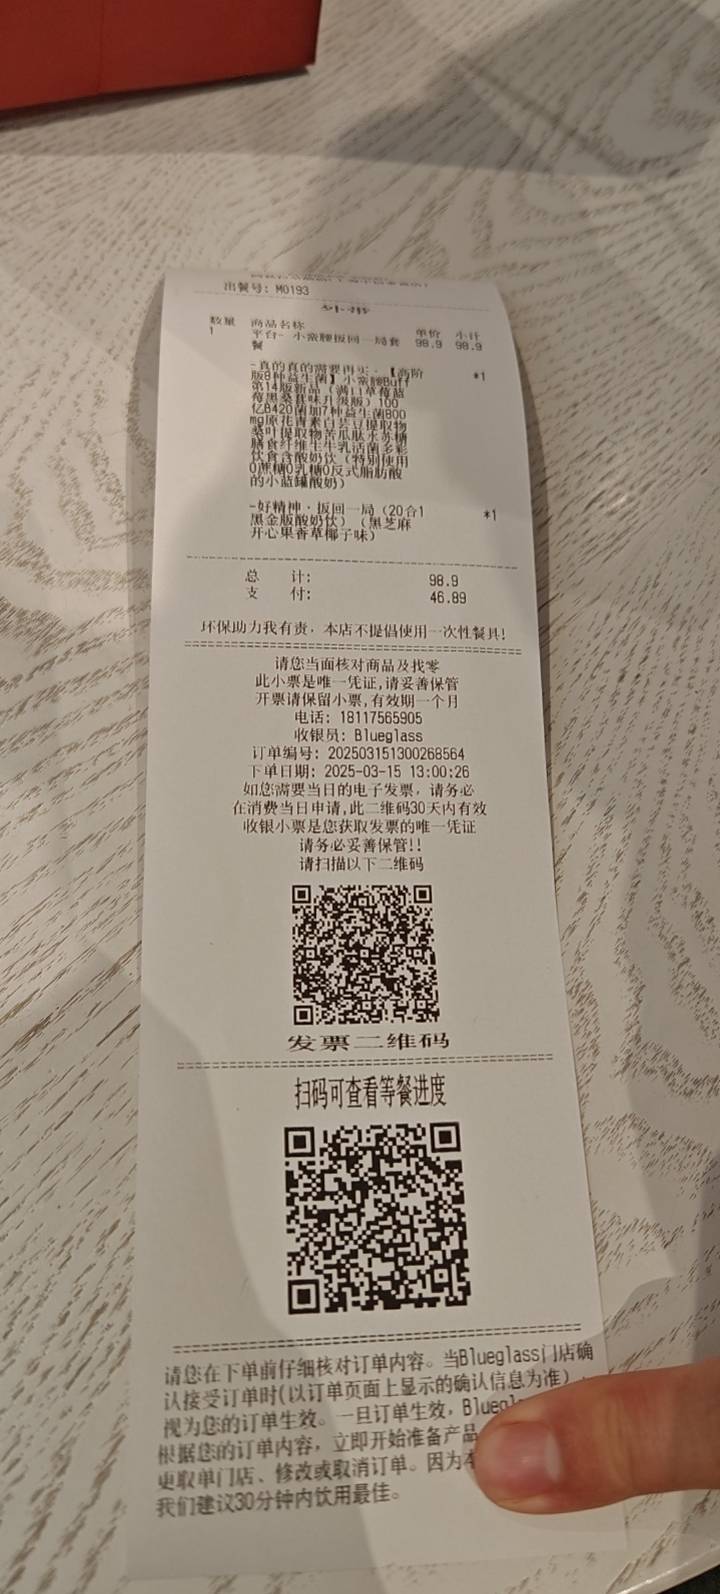 出餐号: M0193
外带
数量 商品名称 单价 小计
1 平台- 小蛮腰扳回一局套餐 98.9 98.9
-真的真的需要再买·【高阶 *1
版8种益生菌】小蛮腰Buff
第14版新品（满口草莓蓝
莓黑桑葚味升级版）100
亿B420菌加7种益生菌800
mg原花青素白芸豆提取物
桑叶提取物苦瓜肽水苏糖
膳食纤维生牛乳活菌多彩
饮食含酸奶饮（特别使用
0蔗糖0乳糖0反式脂肪酸
的小蓝罐酸奶）
-好精神·扳回一局（20合1 *1
黑金版酸奶饮）（黑芝麻
开心果香草椰子味）
总 计: 98.9
支 付: 46.89
环保助力我有责，本店不提倡使用一次性餐具!
请您当面核对商品及找零
此小票是唯一凭证,请妥善保管
开票请保留小票,有效期一个月
电话: 18117565905
收银员: Blueglass
订单编号: 202503151300268564
下单日期: 2025-03-15 13:00:26
如您需要当日的电子发票，请务必
在消费当日申请,此二维码30天内有效
收银小票是您获取发票的唯一凭证
请务必妥善保管!!
请扫描以下二维码
发票二维码
扫码可查看等餐进度
请您在下单前仔细核对订单内容。当Blueglass门店确
认接受订单时(以订单页面上显示的确认信息为准)，
视为您的订单生效。一旦订单生效，Blueg
根据您的订单内容，立即开始准备产品
更取单门店、修改或取消订单。因为
我们建议30分钟内饮用最佳。